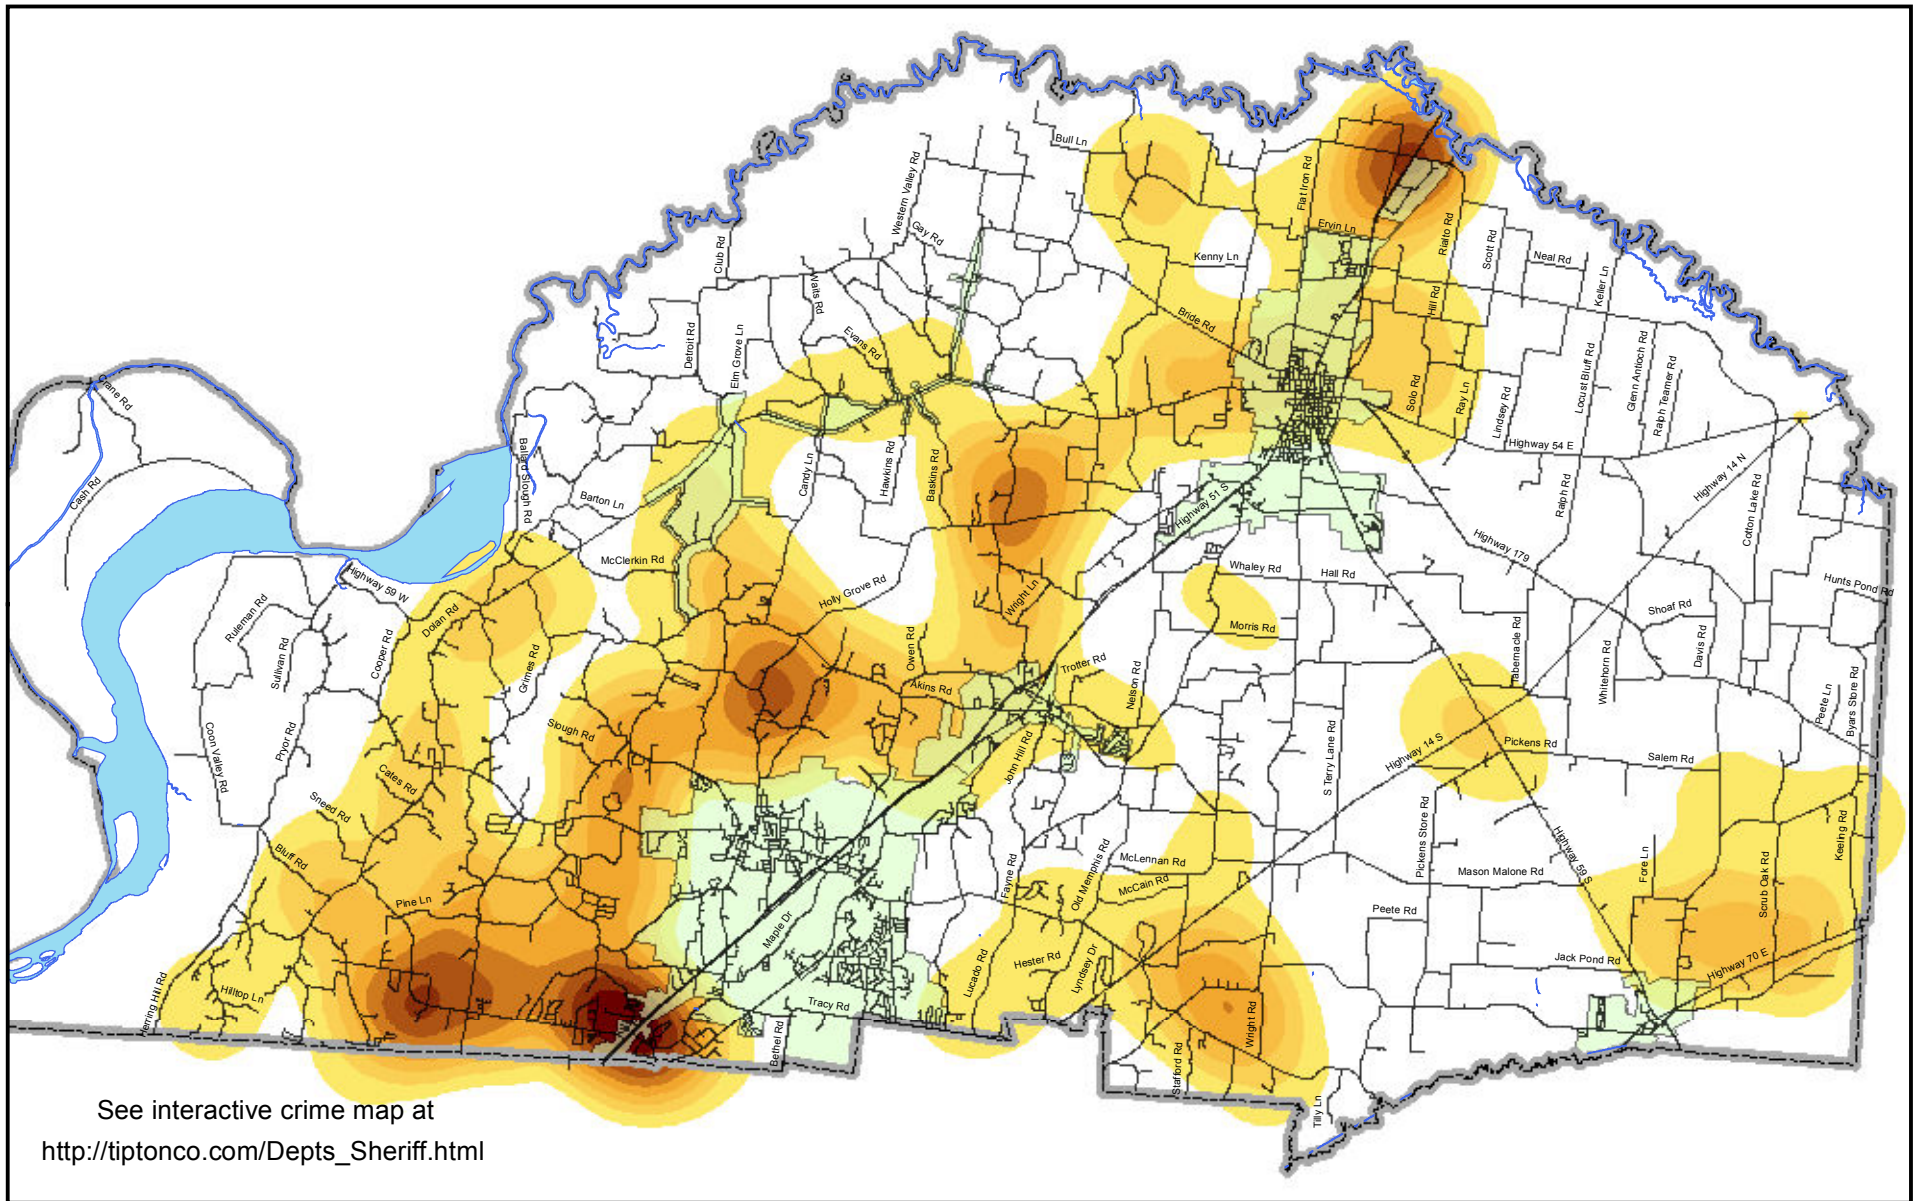 Bull Ln
Western Valley Rd
Gay Rd
Flat Iron Rd
Ervin Ln
Rialto Rd
Scott Rd
Neal Rd
Keller Ln
Club Rd
Kenny Ln
Waits Rd
Hill Rd
Bride Rd
Detroit Rd
Elm Grove Ln
Evans Rd
Glenn Antioch Rd
Ralph Teamer Rd
Locust Bluff Rd
Crane Rd
Solo Rd
Ray Ln
Lindsey Rd
Highway 54 E
Ballard Slough Rd
Candy Ln
Hawkins Rd
Baskins Rd
Cash Rd
Barton Ln
Highway 51 S
Ralph Rd
Highway 14 N
Cotton Lake Rd
Highway 179
McClerkin Rd
Highway 59 W
Holly Grove Rd
Wright Ln
Whaley Rd
Hall Rd
Hunts Pond Rd
Ruleman Rd
Dolan Rd
Shoaf Rd
Morris Rd
Sullivan Rd
Cooper Rd
Grimes Rd
Owen Rd
Trotter Rd
Tabernacle Rd
Whitehorn Rd
Davis Rd
Akins Rd
Nelson Rd
Peete Ln
Byars Store Rd
Coon Valley Rd
Pryor Rd
Slough Rd
John Hill Rd
S Terry Lane Rd
Highway 14 S
Pickens Rd
Salem Rd
Cates Rd
Sneed Rd
Pickens Store Rd
Highway 59 S
Keeling Rd
Bluff Rd
Fayne Rd
Old Memphis Rd
McLennan Rd
McCain Rd
Mason Malone Rd
Fore Ln
Scrub Oak Rd
Pine Ln
Maple Dr
Peete Rd
Lucado Rd
Hester Rd
Lyndsey Dr
Jack Pond Rd
Highway 70 E
Herring Hill Rd
Hilltop Ln
Tracy Rd
Bethel Rd
Wright Rd
Stafford Rd
Tilly Ln
See interactive crime map at
http://tiptonco.com/Depts_Sheriff.html